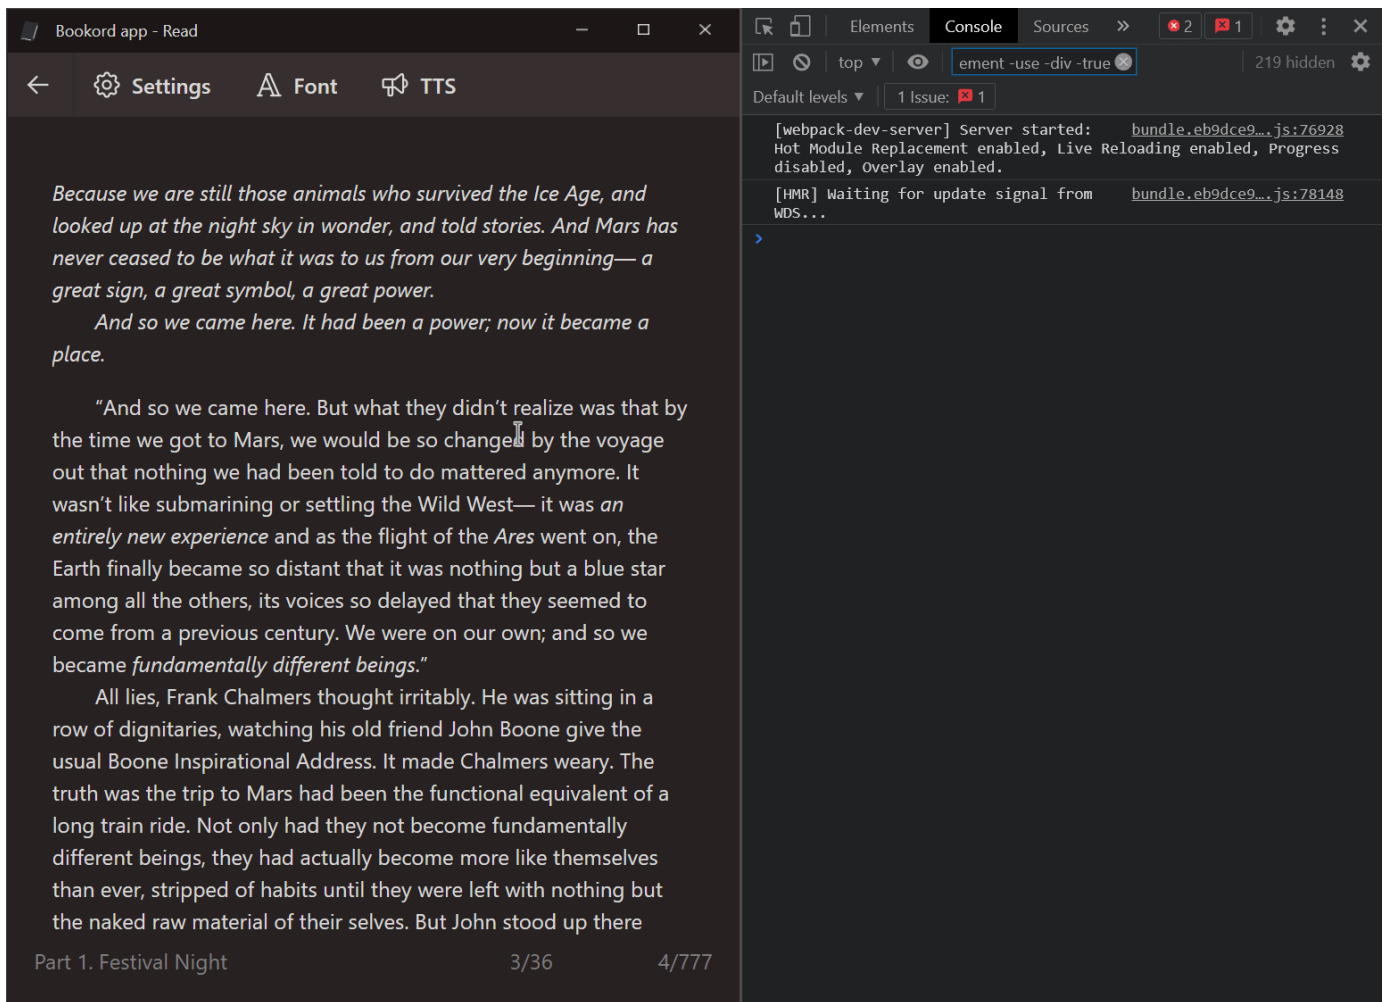 Bookord app - Read
Settings
Font
TTS
Because we are still those animals who survived the Ice Age, and
looked up at the night sky in wonder, and told stories. And Mars has
never ceased to be what it was to us from our very beginning— a
great sign, a great symbol, a great power.
And so we came here. It had been a power; now it became a
place.
“And so we came here. But what they didn’t realize was that by
the time we got to Mars, we would be so changed by the voyage
out that nothing we had been told to do mattered anymore. It
wasn’t like submarining or settling the Wild West— it was an
entirely new experience and as the flight of the Ares went on, the
Earth finally became so distant that it was nothing but a blue star
among all the others, its voices so delayed that they seemed to
come from a previous century. We were on our own; and so we
became fundamentally different beings.”
All lies, Frank Chalmers thought irritably. He was sitting in a
row of dignitaries, watching his old friend John Boone give the
usual Boone Inspirational Address. It made Chalmers weary. The
truth was the trip to Mars had been the functional equivalent of a
long train ride. Not only had they not become fundamentally
different beings, they had actually become more like themselves
than ever, stripped of habits until they were left with nothing but
the naked raw material of their selves. But John stood up there
Part 1. Festival Night 3/36 4/777
Elements Console Sources » 2 1
top ▼ ement -use -div -true 219 hidden
Default levels ▼ 1 Issue: 1
[webpack-dev-server] Server started: bundle.eb9dce9….js:76928
Hot Module Replacement enabled, Live Reloading enabled, Progress
disabled, Overlay enabled.
[HMR] Waiting for update signal from bundle.eb9dce9….js:78148
WDS...